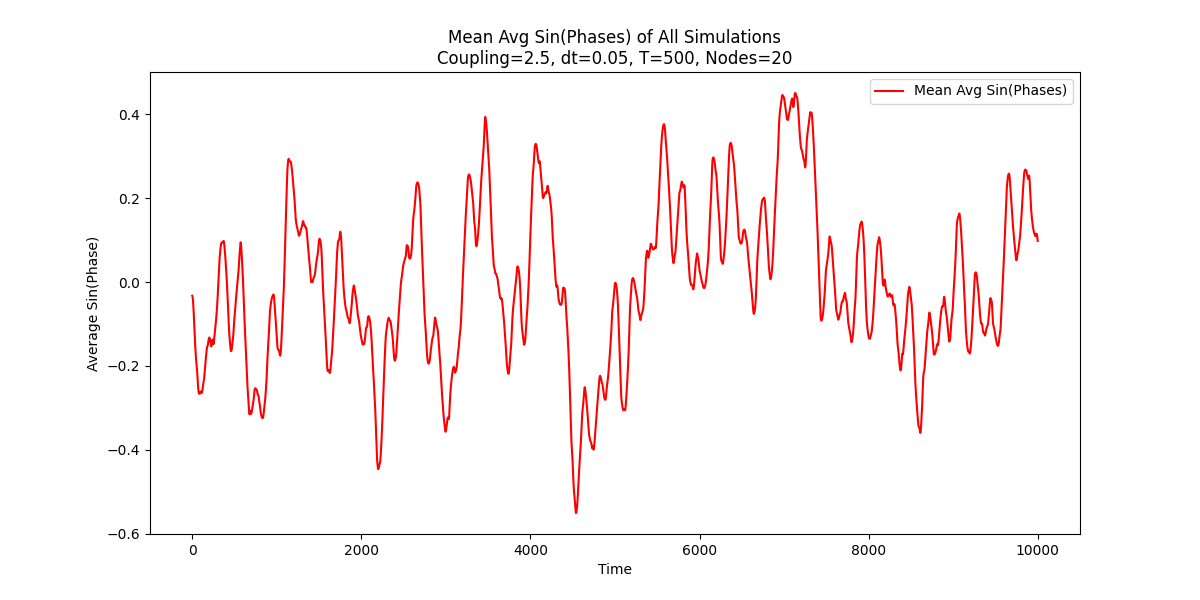 Mean Avg Sin(Phases) of All Simulations
Coupling=2.5, dt=0.05, T=500, Nodes=20
Mean Avg Sin(Phases)
0.4
0.2
0.0
−0.2
−0.4
−0.6
Average Sin(Phase)
0 2000 4000 6000 8000 10000
Time